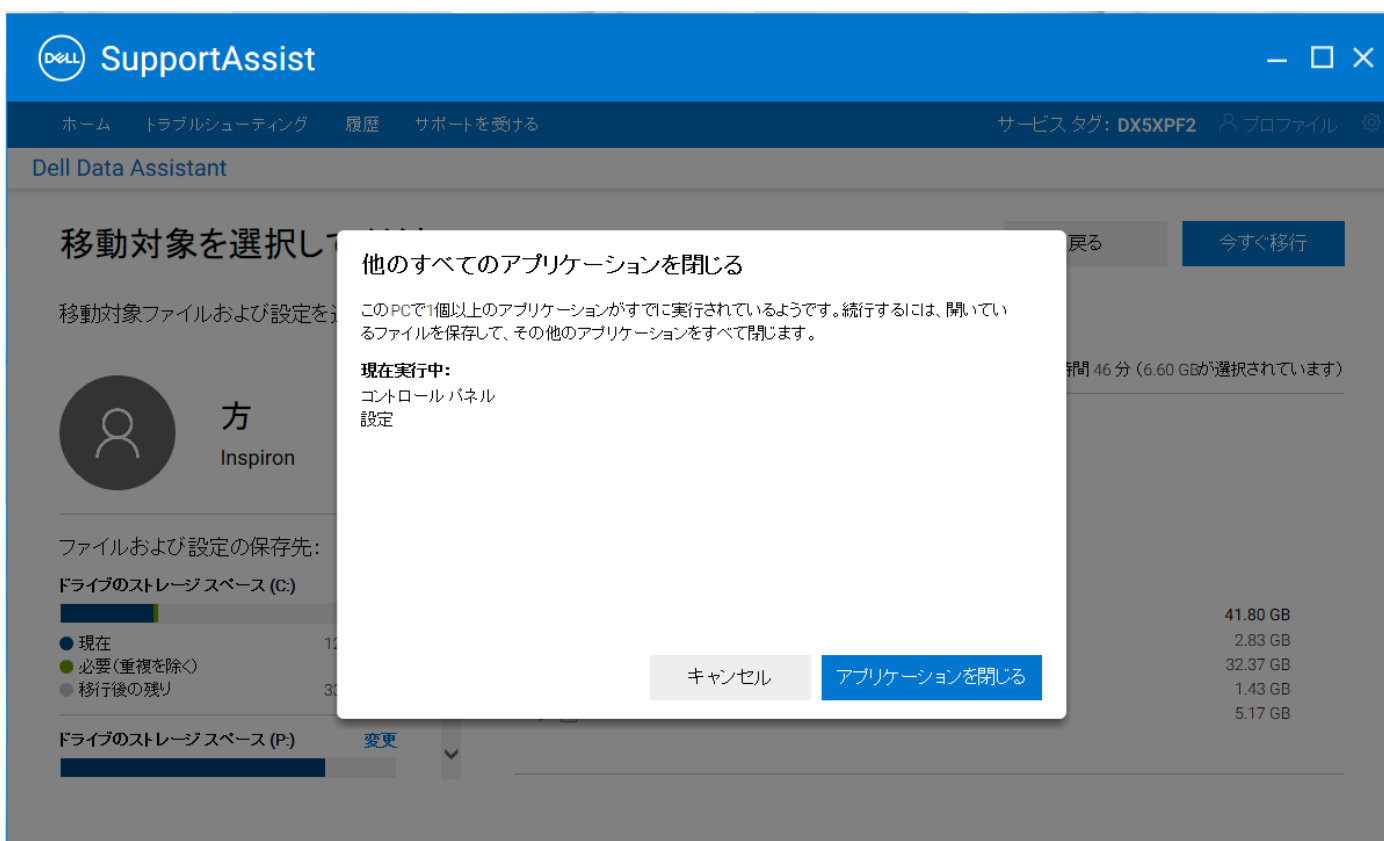 DELL SupportAssist
ホーム トラブルシューティング 履歴 サポートを受ける サービス タグ: DX5XPF2 プロファイル
Dell Data Assistant
移動対象を選択して
戻る
今すぐ移行
移動対象ファイルおよび設定を
時間 46 分 (6.60 GBが選択されています)
方
Inspiron
ファイルおよび設定の保存先:
ドライブのストレージ スペース (C:)
現在
必要(重複を除く)
移行後の残り
ドライブのストレージ スペース (P:) 変更
他のすべてのアプリケーションを閉じる
このPCで1個以上のアプリケーションがすでに実行されているようです。続行するには、開いてい
るファイルを保存して、その他のアプリケーションをすべて閉じます。
現在実行中:
コントロール パネル
設定
キャンセル
アプリケーションを閉じる
41.80 GB
2.83 GB
32.37 GB
1.43 GB
5.17 GB